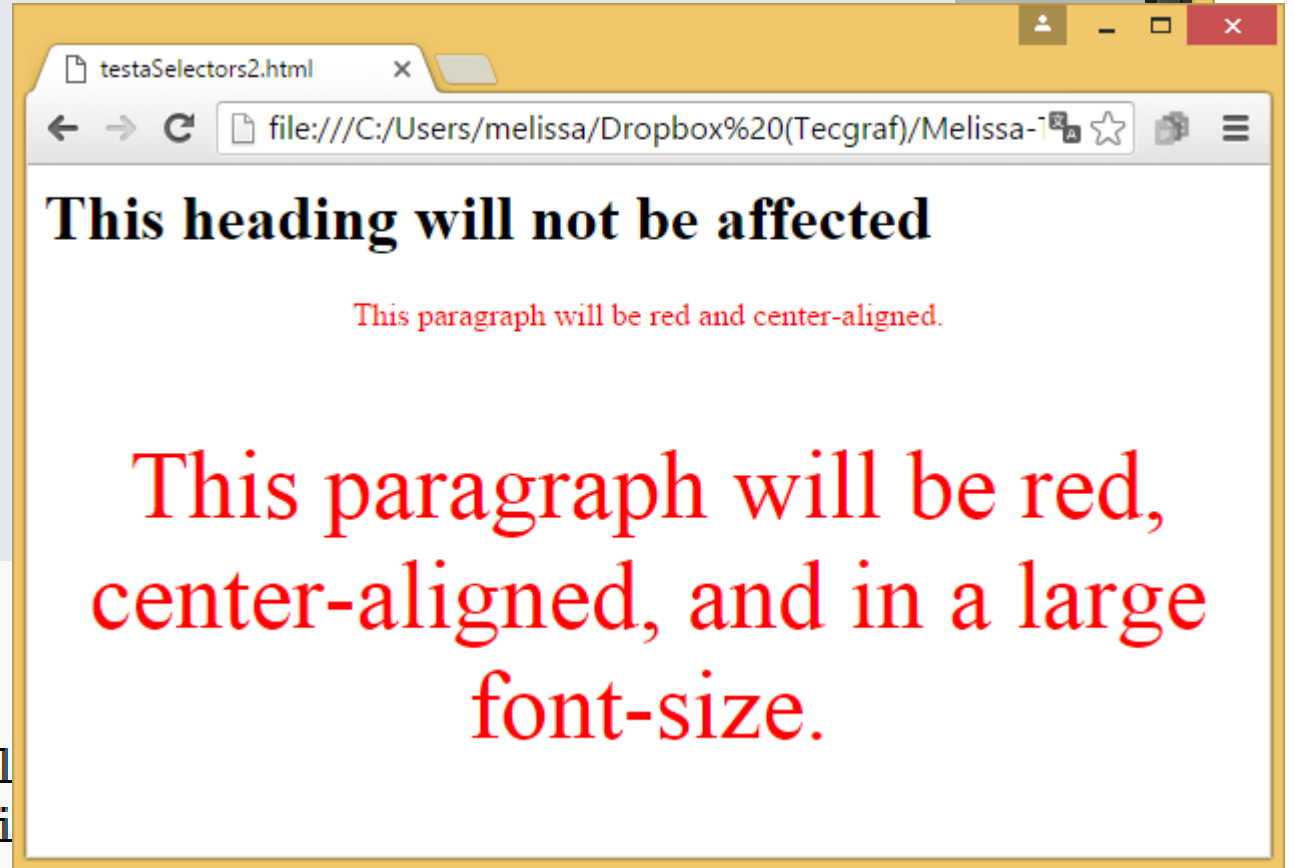 testaSelectors2.html
file:///C:/Users/melissa/Dropbox%20(Tecgraf)/Melissa-
This heading will not be affected
This paragraph will be red and center-aligned.
This paragraph will be red,
center-aligned, and in a large
font-size.